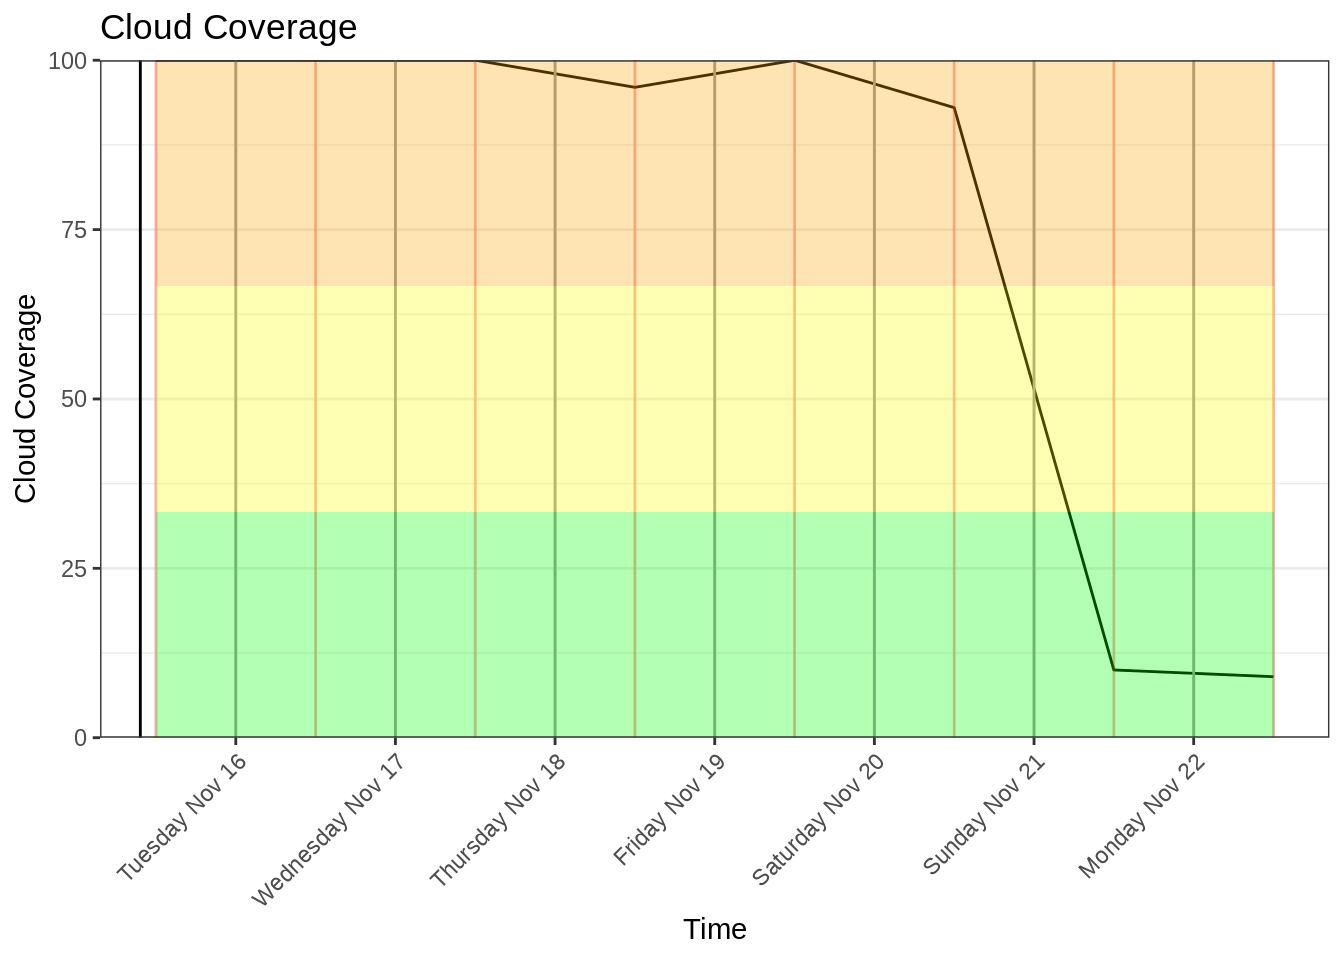 Cloud Coverage
100
75
50
25
0
Cloud Coverage
Tuesday Nov 16
Wednesday Nov 17
Thursday Nov 18
Friday Nov 19
Saturday Nov 20
Sunday Nov 21
Monday Nov 22
Time